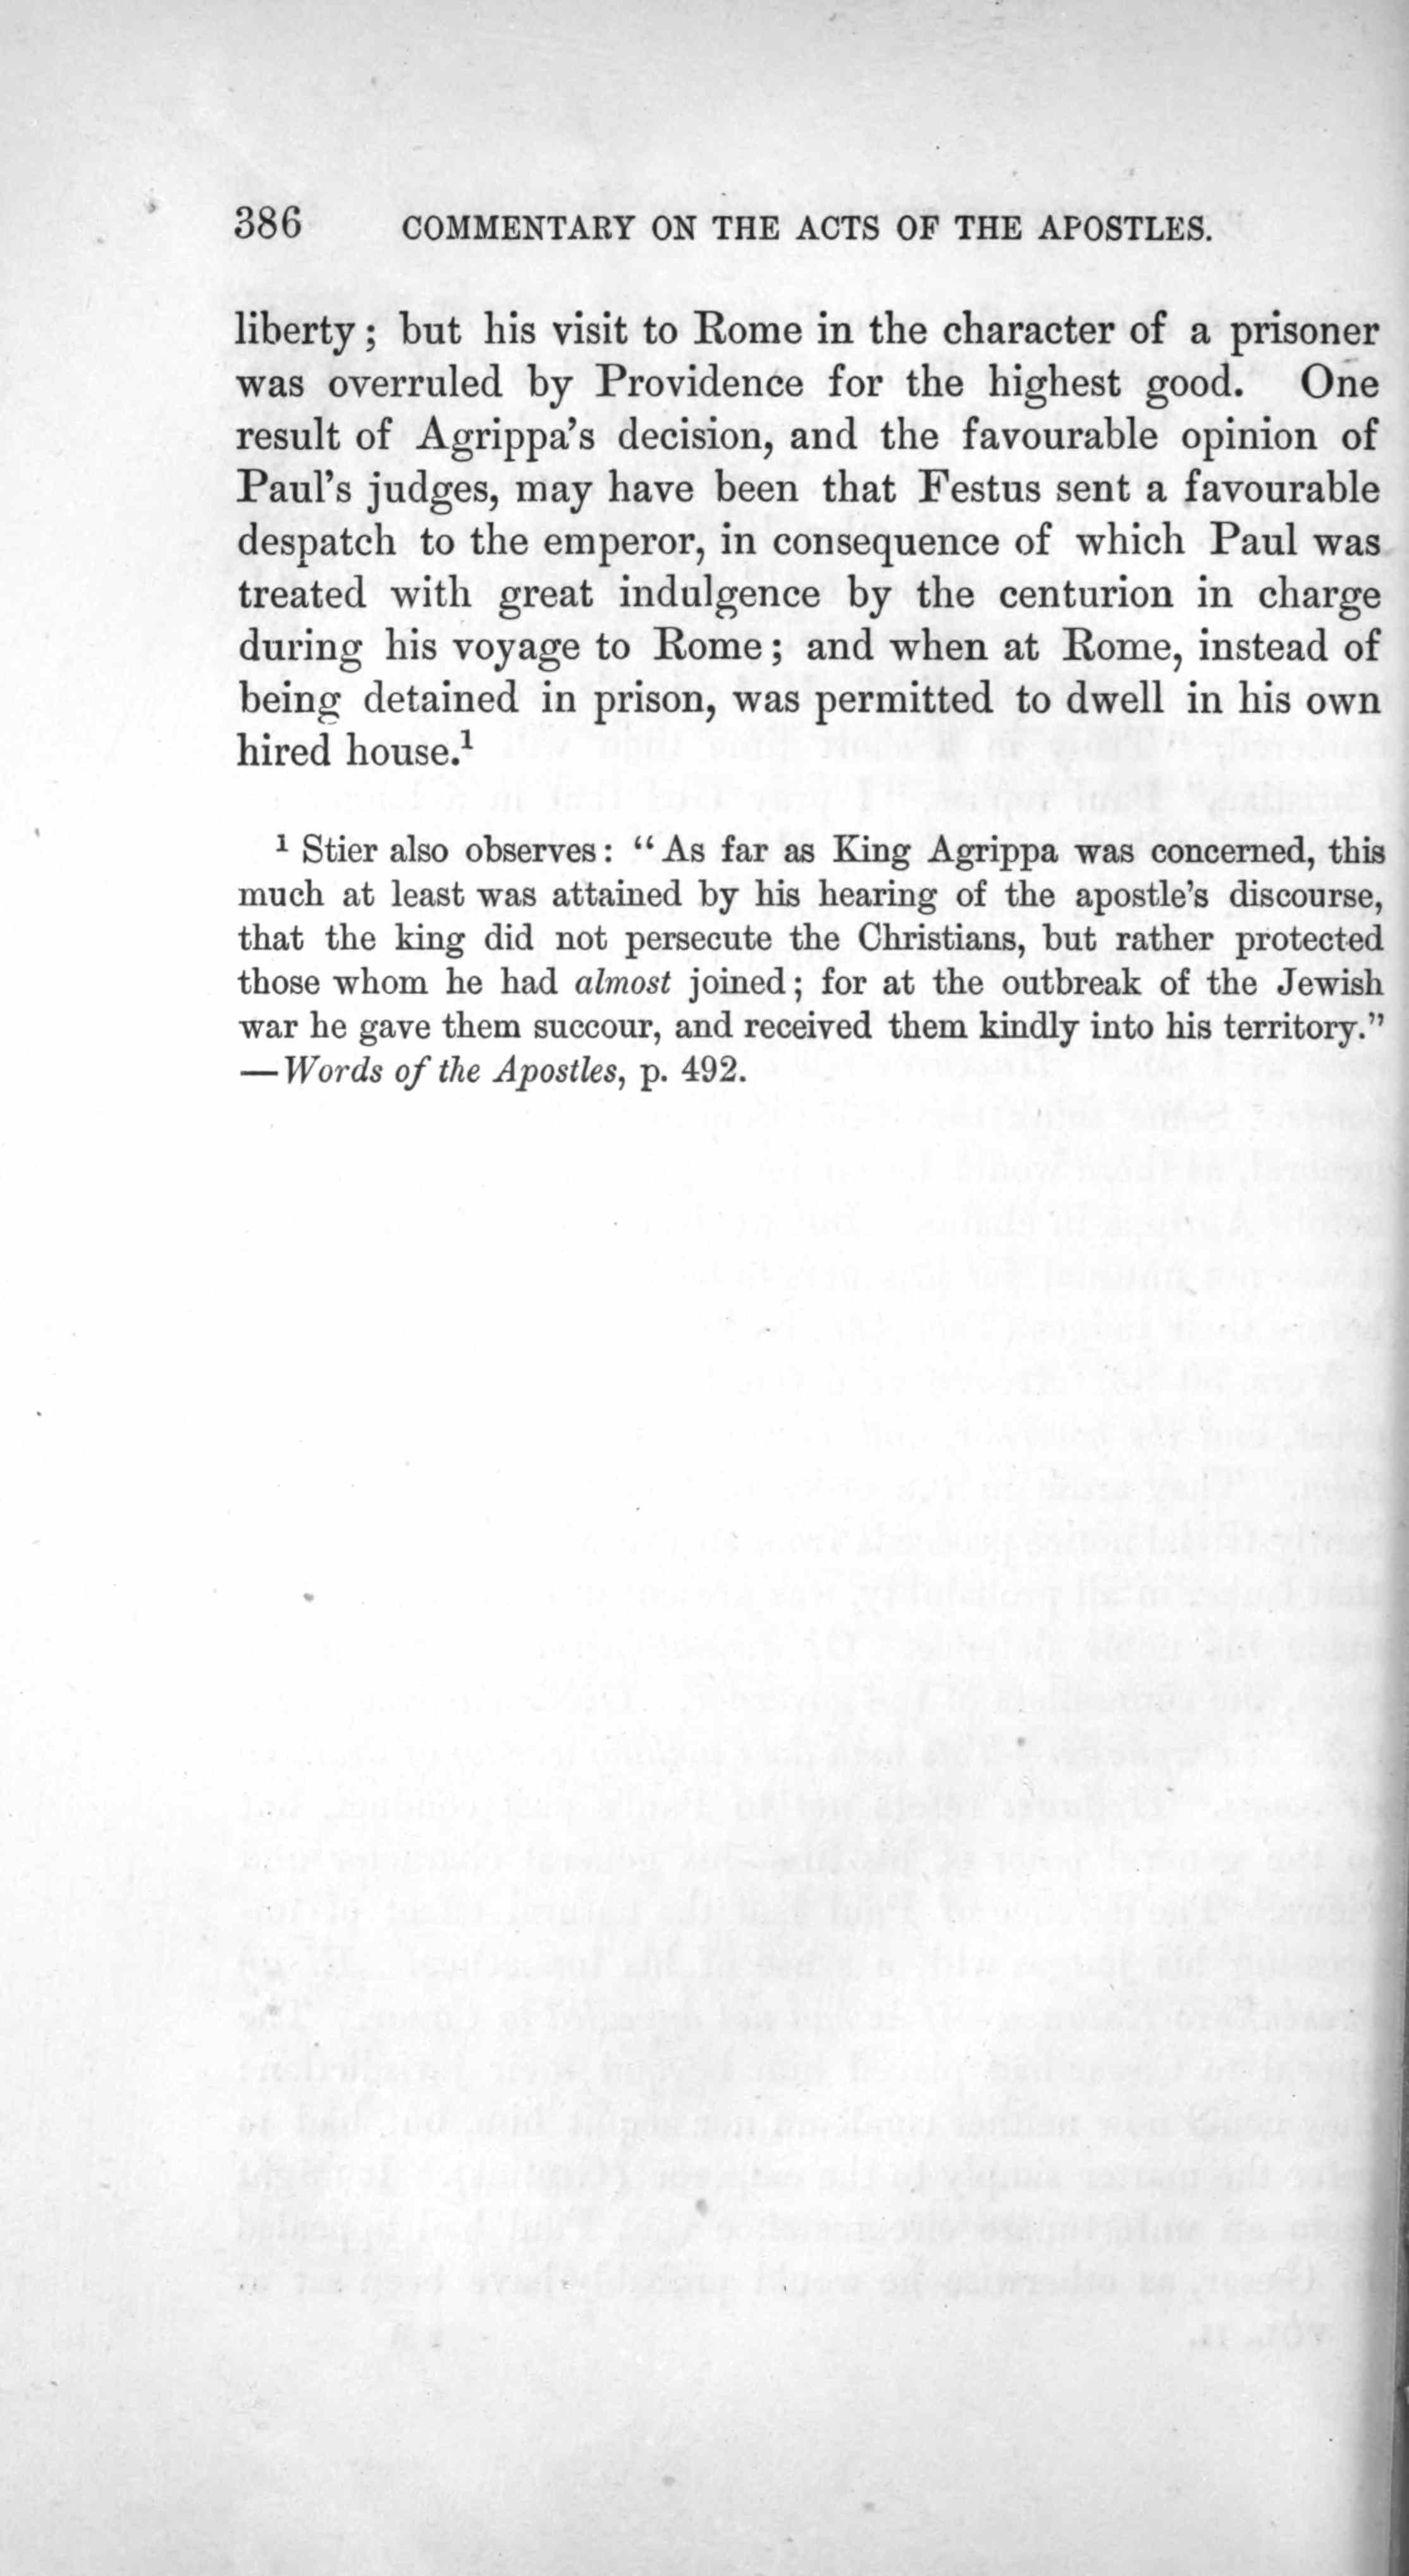 386 COMMENTARY ON THE ACTS OF THE APOSTLES.
liberty; but his visit to Rome in the character of a prisoner
was overruled by Providence for the highest good. One
result of Agrippa's decision, and the favourable opinion of
Paul's judges, may have been that Festus sent a favourable
despatch to the emperor, in consequence of which Paul was
treated with great indulgence by the centurion in charge
during his voyage to Rome; and when at Rome, instead of
being detained in prison, was permitted to dwell in his own
hired house.¹
¹ Stier also observes: “As far as King Agrippa was concerned, this
much at least was attained by his hearing of the apostle's discourse,
that the king did not persecute the Christians, but rather protected
those whom he had almost joined; for at the outbreak of the Jewish
war he gave them succour, and received them kindly into his territory.”
—Words of the Apostles, p. 492.